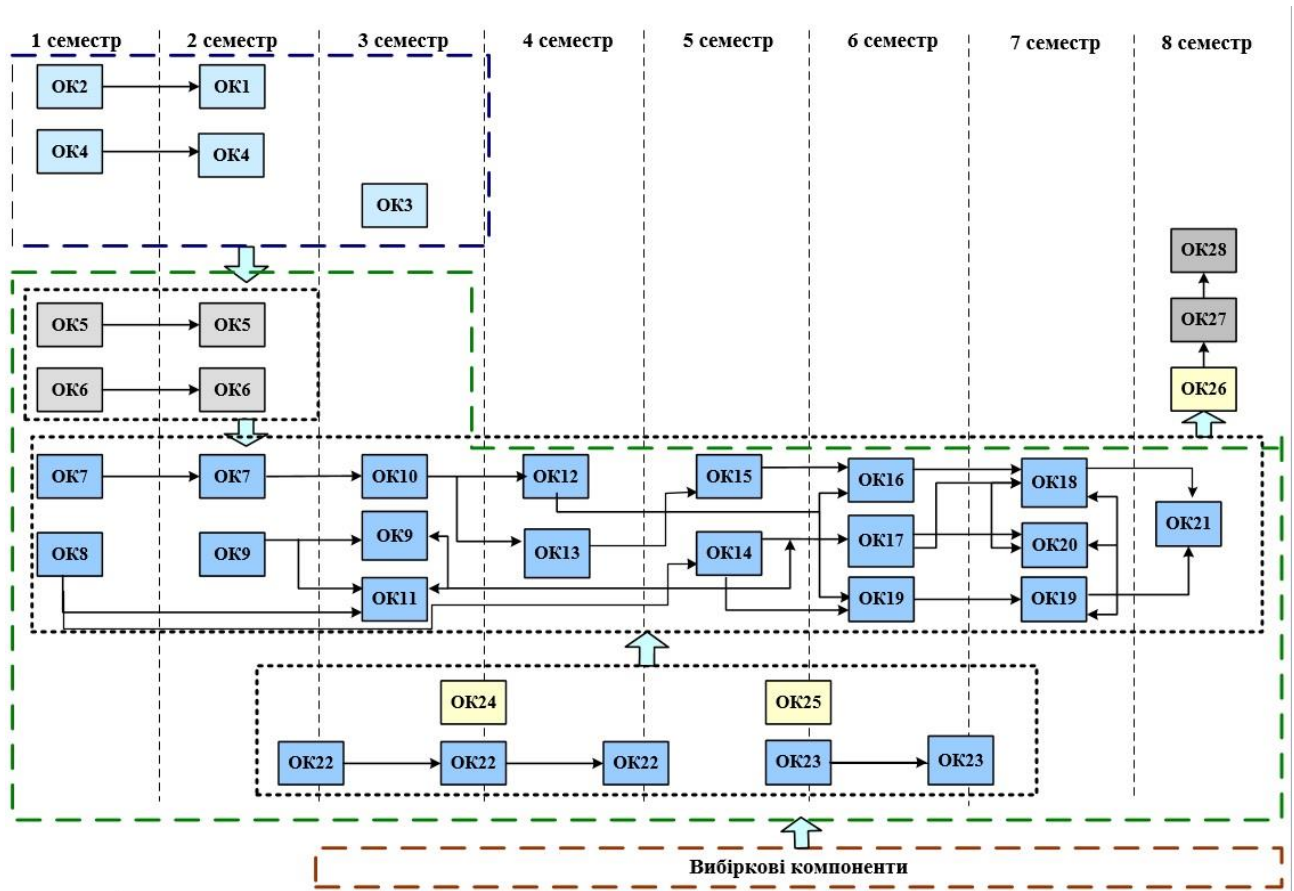 1 семестр 2 семестр 3 семестр 4 семестр 5 семестр 6 семестр 7 семестр 8 семестр
ОК2 ОК1
ОК4 ОК4
ОК3
ОК28
ОК5 ОК5 ОК27
ОК6 ОК6 ОК26
ОК7 ОК7 ОК10 ОК12 ОК15 ОК16 ОК18
ОК21
ОК8 ОК9 ОК9 ОК13 ОК14 ОК17 ОК20
ОК11 ОК19 ОК19
ОК24 ОК25
ОК22 ОК22 ОК22 ОК23 ОК23
Вибіркові компоненти